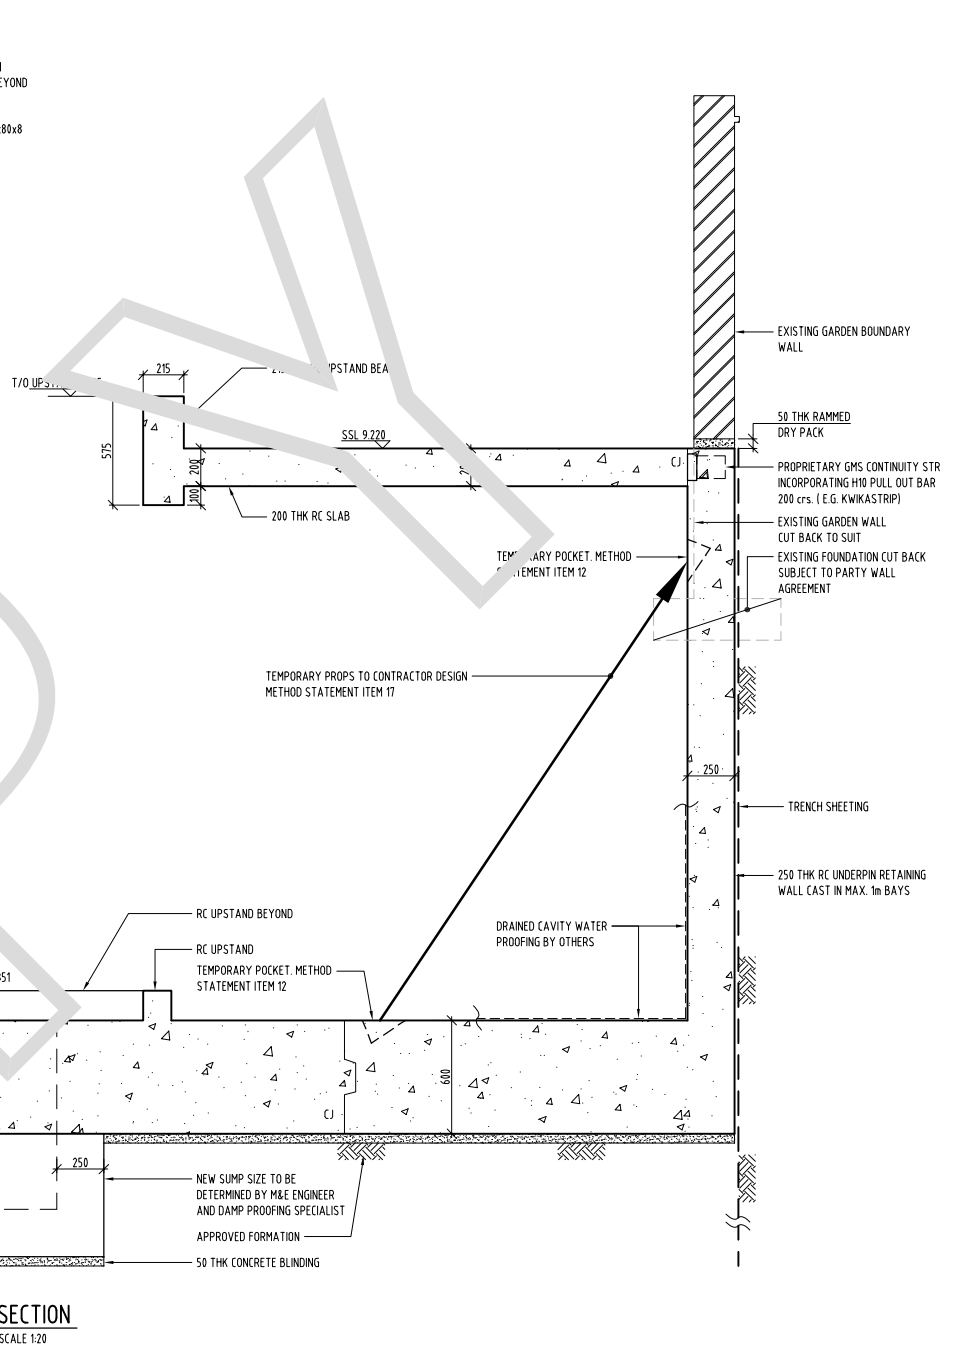 EYOND
80x8
EXISTING GARDEN BOUNDARY
WALL
215
UPSTAND BEA
T/O UPST
575
200
100
SSL 9.220
CJ
50 THK RAMMED
DRY PACK
PROPRIETARY GMS CONTINUITY STR
INCORPORATING H10 PULL OUT BAR
200 crs. ( E.G. KWIKASTRIP)
200 THK RC SLAB
EXISTING GARDEN WALL
CUT BACK TO SUIT
TEMPORARY POCKET. METHOD
STATEMENT ITEM 12
EXISTING FOUNDATION CUT BACK
SUBJECT TO PARTY WALL
AGREEMENT
TEMPORARY PROPS TO CONTRACTOR DESIGN
METHOD STATEMENT ITEM 17
250
TRENCH SHEETING
250 THK RC UNDERPIN RETAINING
WALL CAST IN MAX. 1m BAYS
RC UPSTAND BEYOND
DRAINED CAVITY WATER
PROOFING BY OTHERS
RC UPSTAND
TEMPORARY POCKET. METHOD
STATEMENT ITEM 12
351
600
CJ
250
NEW SUMP SIZE TO BE
DETERMINED BY M&E ENGINEER
AND DAMP PROOFING SPECIALIST
APPROVED FORMATION
50 THK CONCRETE BLINDING
SECTION
SCALE 1:20